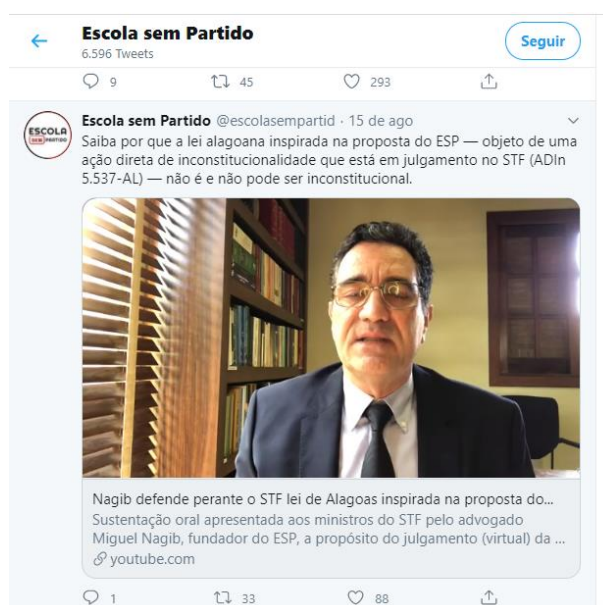 Escola sem Partido
6.596 Tweets
Seguir
9 45 293
ESCOLA
SEM PARTIDO
Escola sem Partido @escolasempartid · 15 de ago
Saiba por que a lei alagoana inspirada na proposta do ESP — objeto de uma
ação direta de inconstitucionalidade que está em julgamento no STF (ADIn
5.537-AL) — não é e não pode ser inconstitucional.
Nagib defende perante o STF lei de Alagoas inspirada na proposta do...
Sustentação oral apresentada aos ministros do STF pelo advogado
Miguel Nagib, fundador do ESP, a propósito do julgamento (virtual) da ...
youtube.com
1 33 88